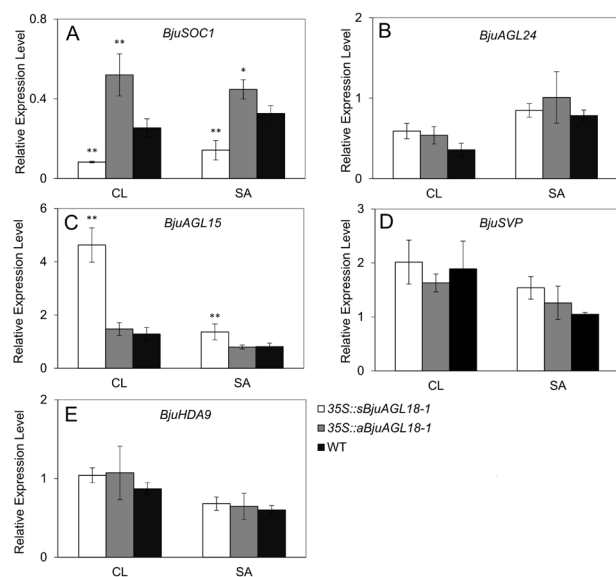 A
BjuSOC1
Relative Expression Level
0.8
0.4
0
**
**
**
*
CL
SA
B
BjuAGL24
Relative Expression Level
2
1
0
CL
SA
C
BjuAGL15
Relative Expression Level
6
4
2
0
**
**
CL
SA
D
BjuSVP
Relative Expression Level
3
2
1
0
CL
SA
E
BjuHDA9
Relative Expression Level
2
1
0
CL
SA
35S::sBjuAGL18-1
35S::aBjuAGL18-1
WT